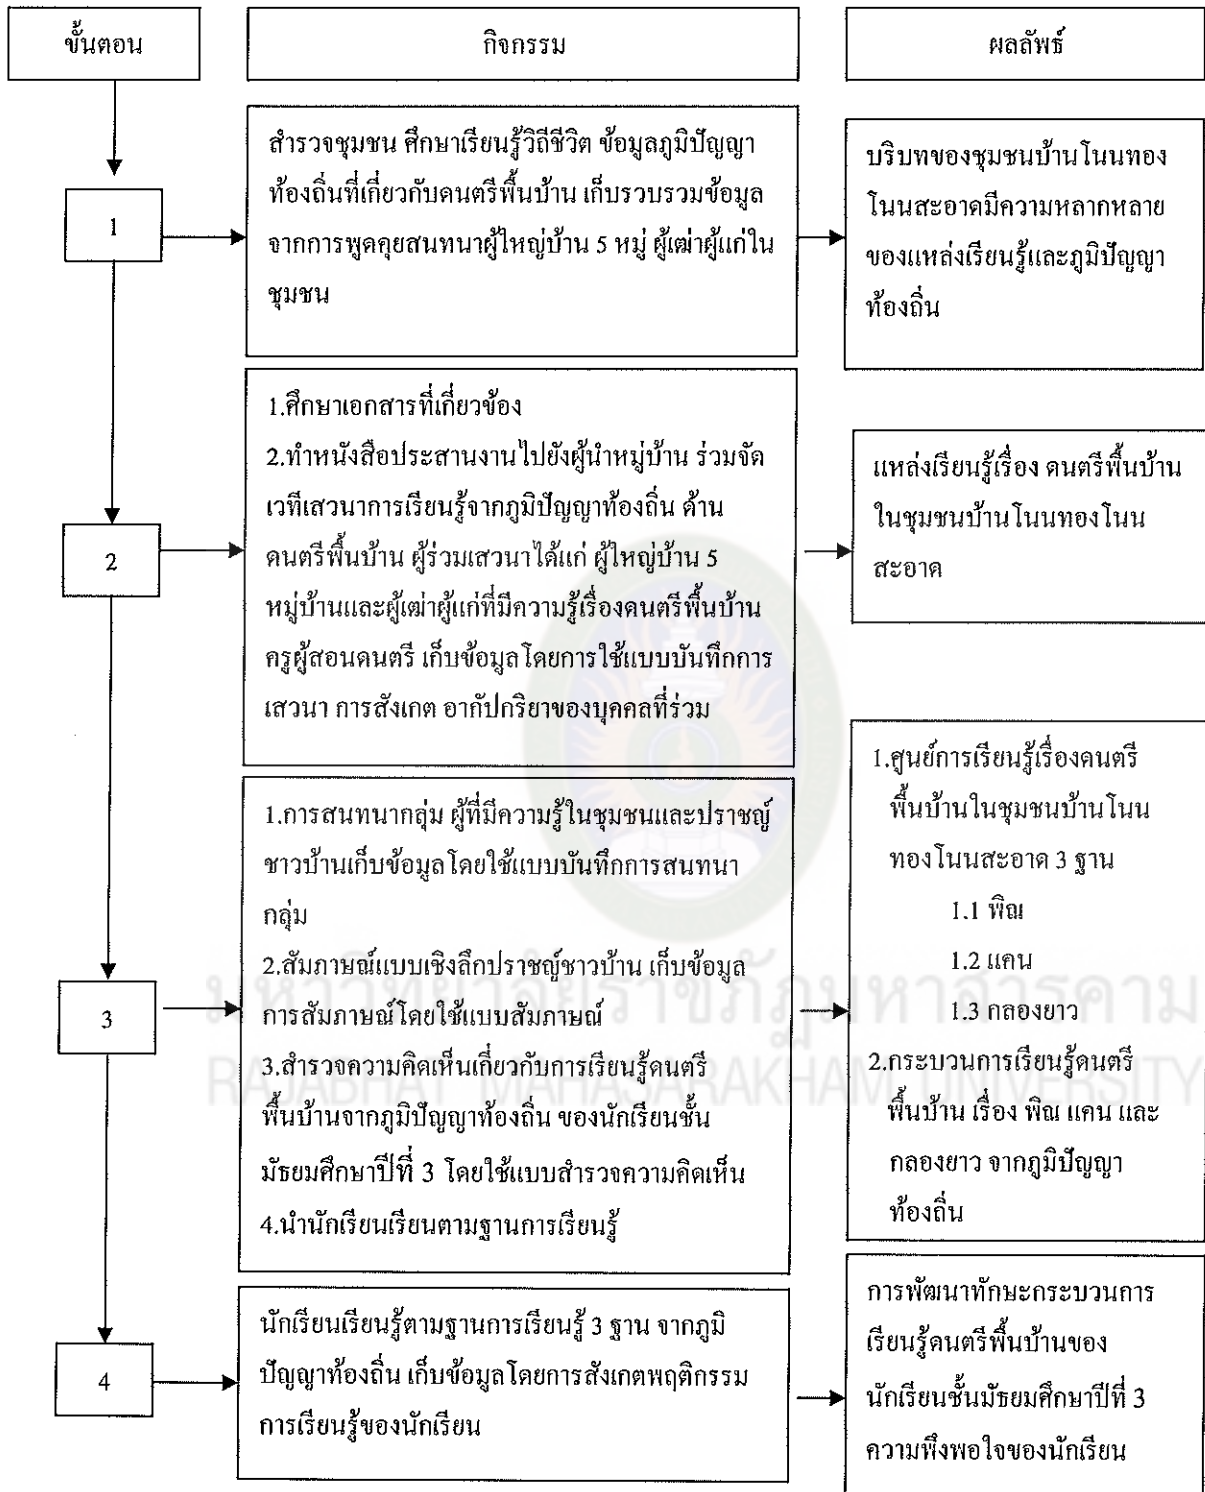 ขั้นตอน
กิจกรรม
ผลลัพธ์
1
สำรวจชุมชน ศึกษาเรียนรู้วิถีชีวิต ข้อมูลภูมิปัญญา
ท้องถิ่นที่เกี่ยวกับดนตรีพื้นบ้าน เก็บรวบรวมข้อมูล
จากการพูดคุยสนทนาผู้ใหญ่บ้าน 5 หมู่ ผู้เฒ่าผู้แก่ใน
ชุมชน
บริบทของชุมชนบ้านโนนทอง
โนนสะอาดมีความหลากหลาย
ของแหล่งเรียนรู้และภูมิปัญญา
ท้องถิ่น
2
1.ศึกษาเอกสารที่เกี่ยวข้อง
2.ทำหนังสือประสานงานไปยังผู้นำหมู่บ้าน ร่วมจัด
เวทีเสวนาการเรียนรู้จากภูมิปัญญาท้องถิ่น ด้าน
ดนตรีพื้นบ้าน ผู้ร่วมเสวนาได้แก่ ผู้ใหญ่บ้าน 5
หมู่บ้านและผู้เฒ่าผู้แก่ที่มีความรู้เรื่องดนตรีพื้นบ้าน
ครูผู้สอนดนตรี เก็บข้อมูลโดยการใช้แบบบันทึกการ
เสวนา การสังเกต อากัปกริยาของบุคคลที่ร่วม
แหล่งเรียนรู้เรื่อง ดนตรีพื้นบ้าน
ในชุมชนบ้านโนนทองโนน
สะอาด
3
1.การสนทนากลุ่ม ผู้ที่มีความรู้ในชุมชนและปราชญ์
ชาวบ้านเก็บข้อมูลโดยใช้แบบบันทึกการสนทนา
กลุ่ม
2.สัมภาษณ์แบบเชิงลึกปราชญ์ชาวบ้าน เก็บข้อมูล
การสัมภาษณ์โดยใช้แบบสัมภาษณ์
3.สำรวจความคิดเห็นเกี่ยวกับการเรียนรู้ดนตรี
พื้นบ้านจากภูมิปัญญาท้องถิ่น ของนักเรียนชั้น
มัธยมศึกษาปีที่ 3 โดยใช้แบบสำรวจความคิดเห็น
4.นำนักเรียนเรียนตามฐานการเรียนรู้
1.ศูนย์การเรียนรู้เรื่องดนตรี
พื้นบ้านในชุมชนบ้านโนน
ทองโนนสะอาด 3 ฐาน
1.1 พิณ
1.2 แคน
1.3 กลองยาว
2.กระบวนการเรียนรู้ดนตรี
พื้นบ้าน เรื่อง พิณ แคน และ
กลองยาว จากภูมิปัญญา
ท้องถิ่น
4
นักเรียนเรียนรู้ตามฐานการเรียนรู้ 3 ฐาน จากภูมิ
ปัญญาท้องถิ่น เก็บข้อมูลโดยการสังเกตพฤติกรรม
การเรียนรู้ของนักเรียน
การพัฒนาทักษะกระบวนการ
เรียนรู้ดนตรีพื้นบ้านของ
นักเรียนชั้นมัธยมศึกษาปีที่ 3
ความพึงพอใจของนักเรียน
มหาวิทยาลัยราชภัฏมหาสารคาม
RAJABHAT MAHASARAKHAM UNIVERSITY